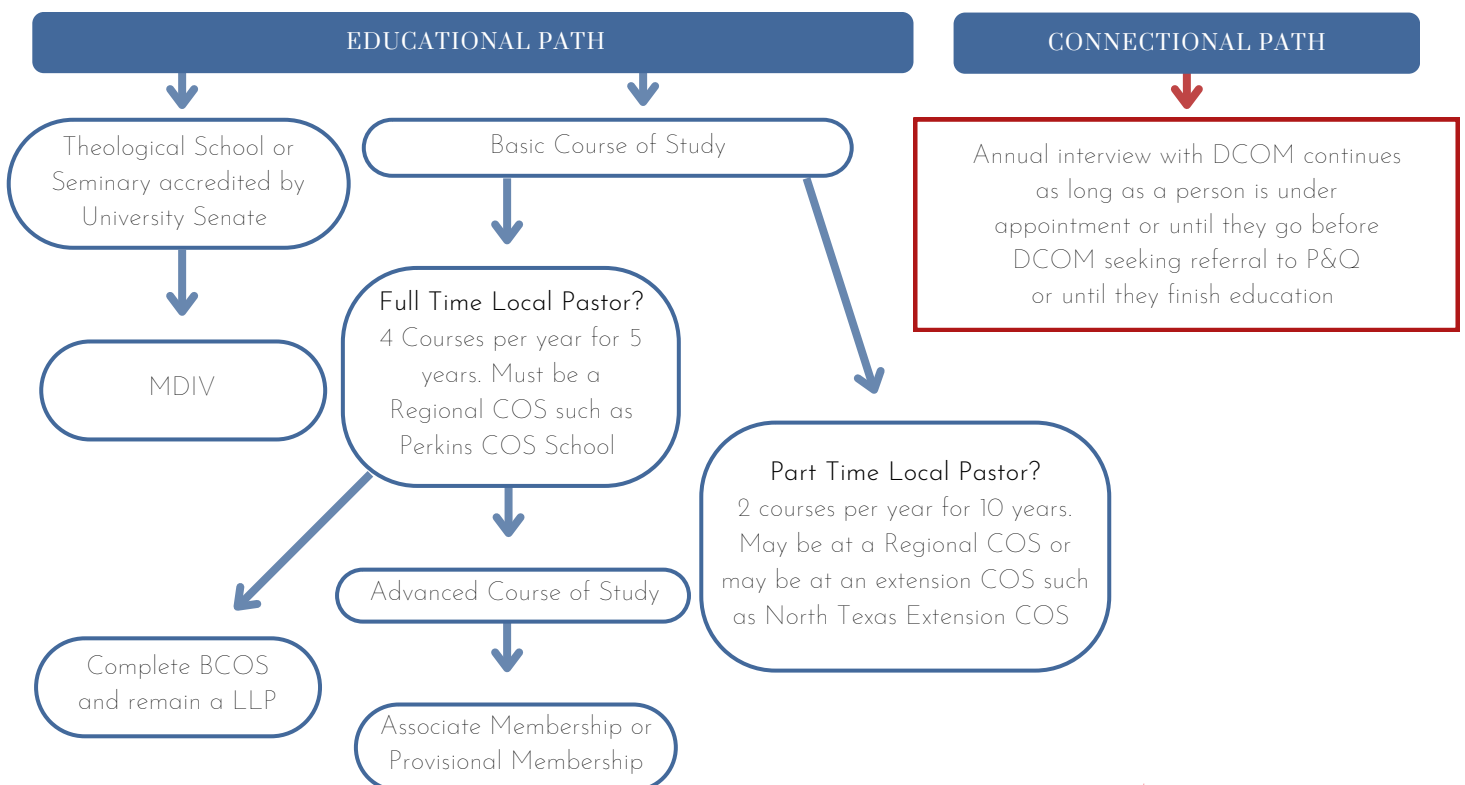 EDUCATIONAL PATH
CONNECTIONAL PATH
Theological School or
Seminary accredited by
University Senate
Basic Course of Study
Annual interview with DCOM continues
as long as a person is under
appointment or until they go before
DCOM seeking referral to P&Q
or until they finish education
Full Time Local Pastor?
4 Courses per year for 5
years. Must be a
Regional COS such as
Perkins COS School
MDIV
Part Time Local Pastor?
2 courses per year for 10 years.
May be at a Regional COS or
may be at an extension COS such
as North Texas Extension COS
Advanced Course of Study
Complete BCOS
and remain a LLP
Associate Membership or
Provisional Membership